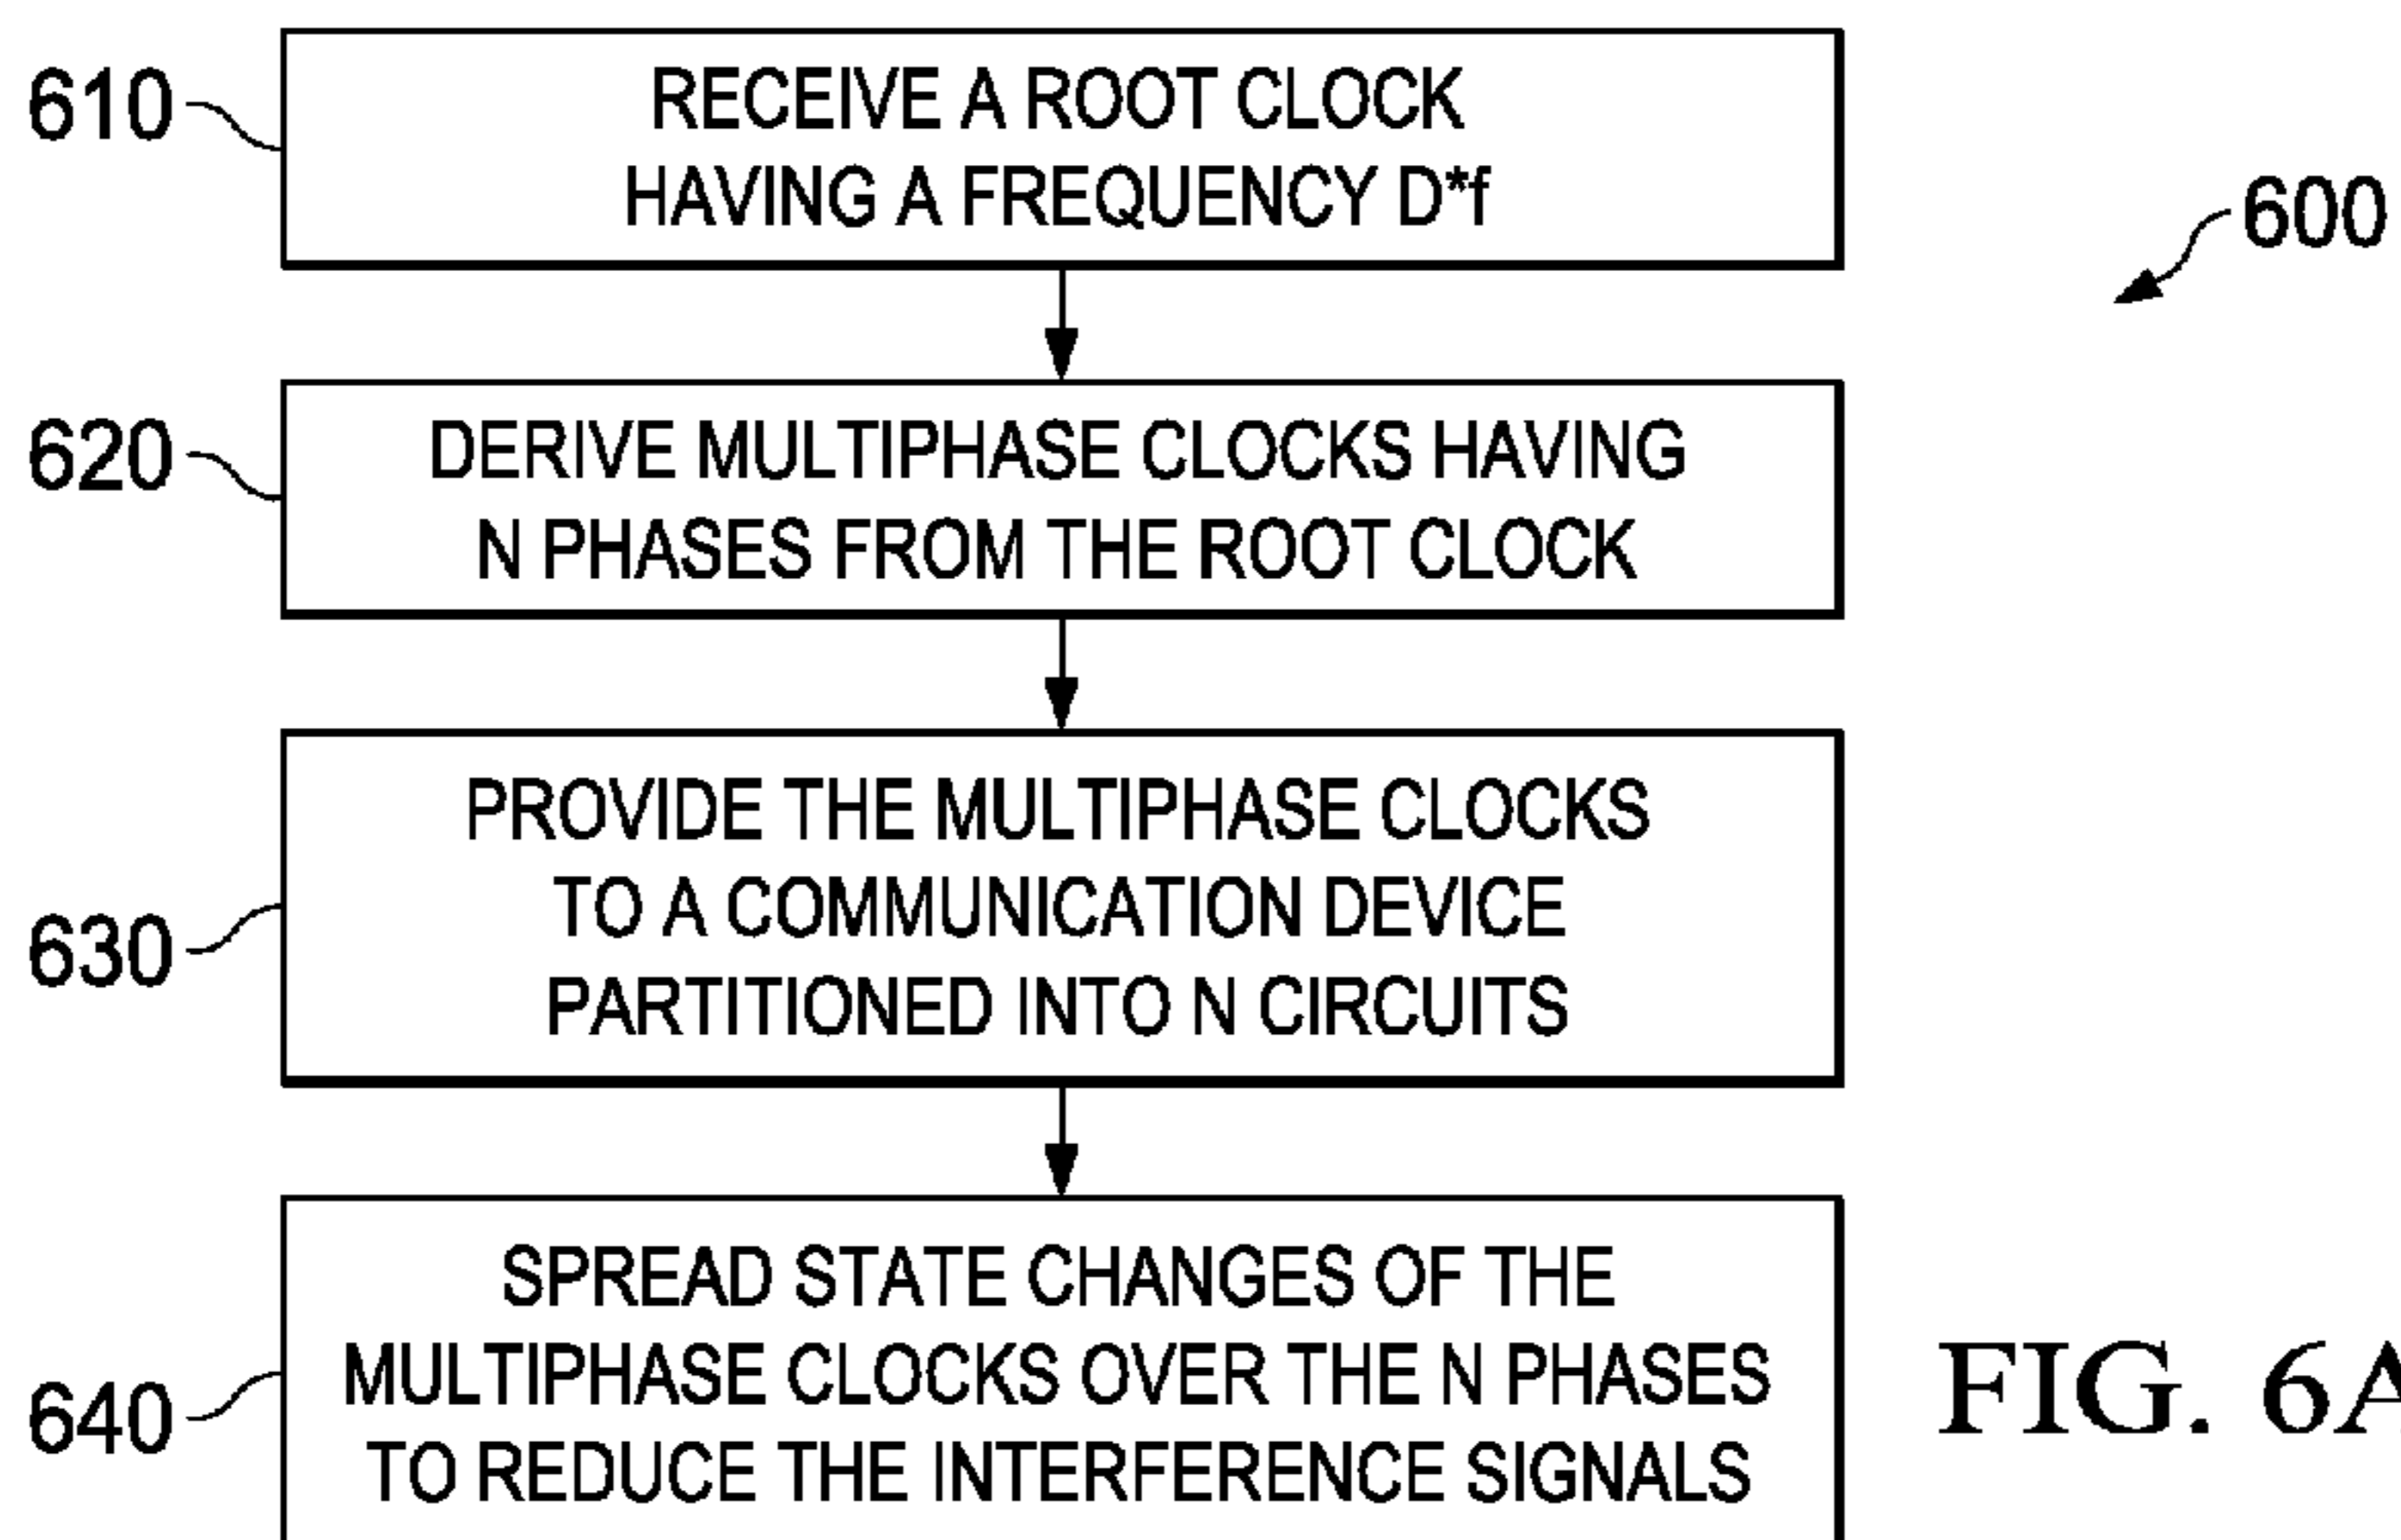 610
RECEIVE A ROOT CLOCK
HAVING A FREQUENCY D*f
600
620
DERIVE MULTIPHASE CLOCKS HAVING
N PHASES FROM THE ROOT CLOCK
630
PROVIDE THE MULTIPHASE CLOCKS
TO A COMMUNICATION DEVICE
PARTITIONED INTO N CIRCUITS
640
SPREAD STATE CHANGES OF THE
MULTIPHASE CLOCKS OVER THE N PHASES
TO REDUCE THE INTERFERENCE SIGNALS
FIG. 6A